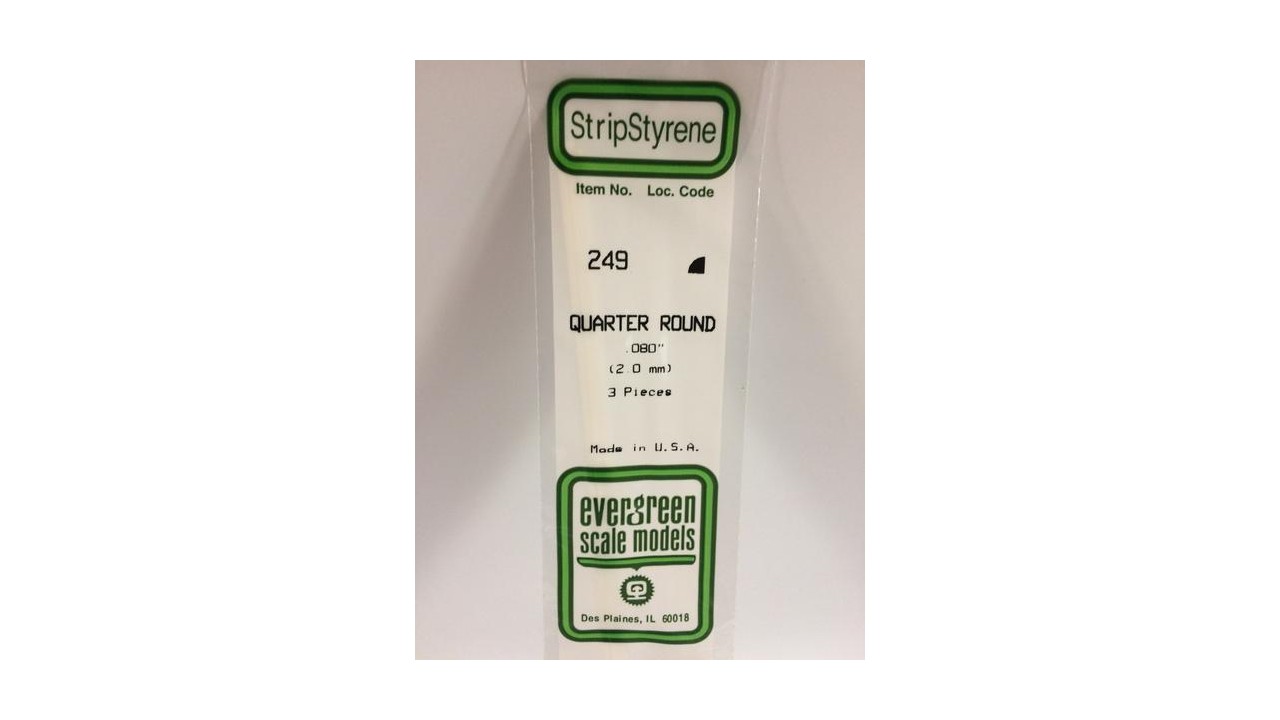 StripStyrene
Item No. Loc. Code
249
QUARTER ROUND
.080"
(2.0 mm)
3 Pieces
Made in U.S.A.
evergreen
scale models
Des Plaines, IL 60018